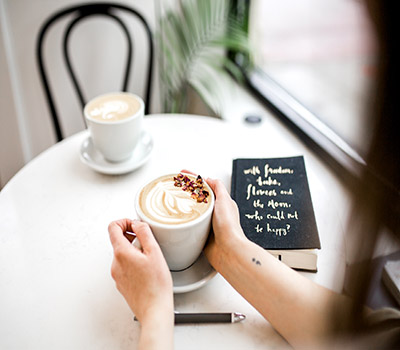 with freedom,
books,
flowers and
the moon,
who could not
be happy?